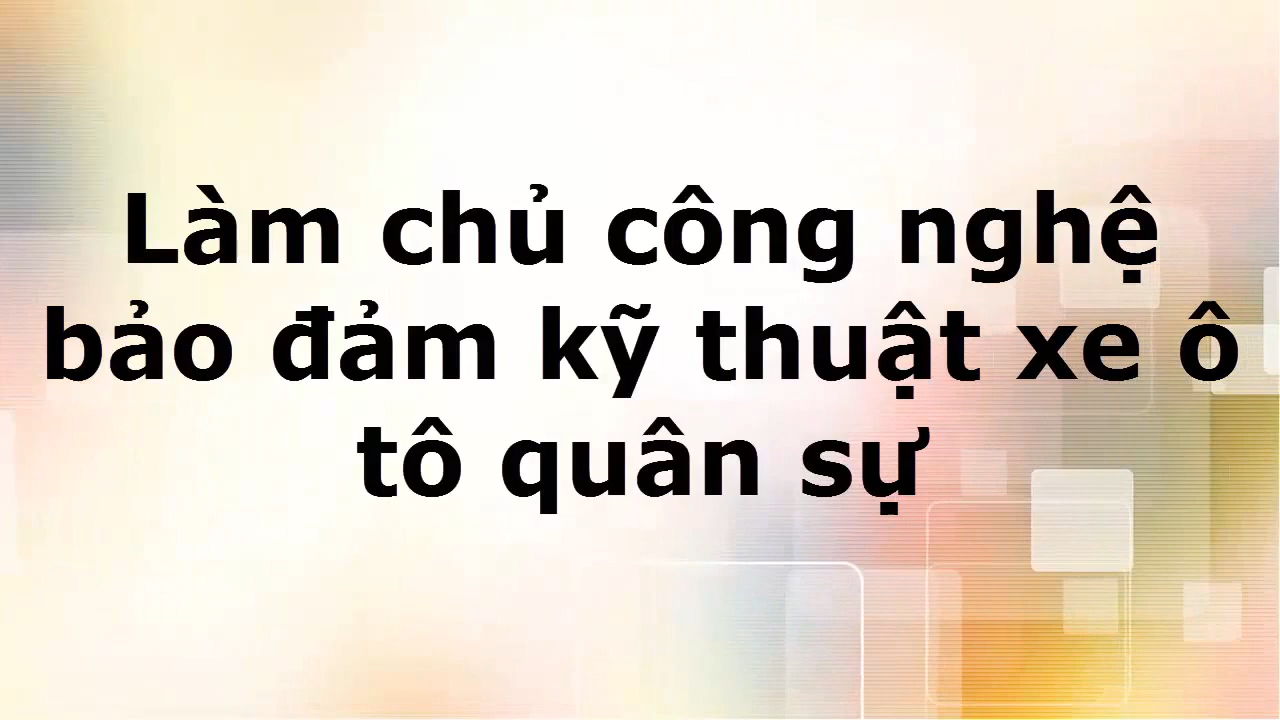 Làm chủ công nghệ
bảo đảm kỹ thuật xe ô
tô quân sự